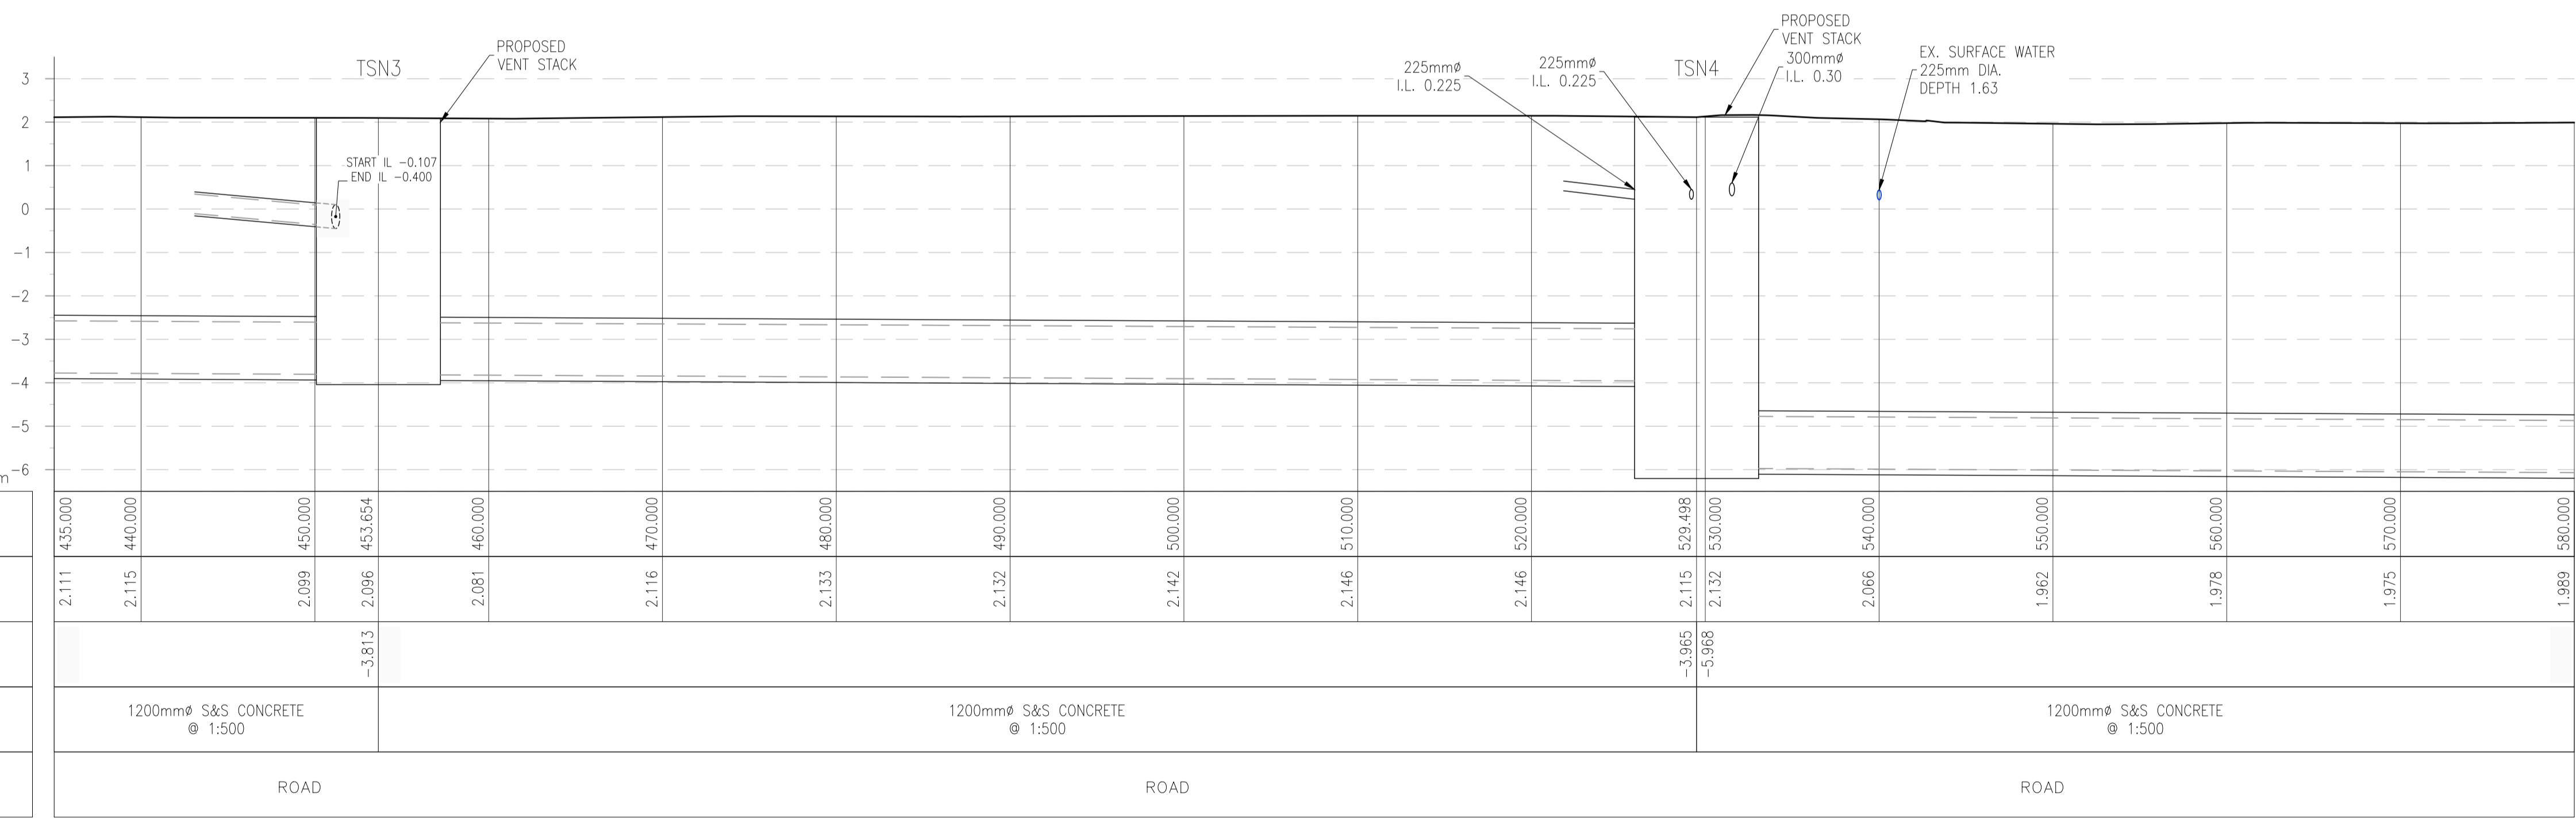 PROPOSED
VENT STACK
TSN3
PROPOSED
VENT STACK
TSN4
300mmø
I.L. 0.30
225mmø
I.L. 0.225
225mmø
I.L. 0.225
EX. SURFACE WATER
225mm DIA.
DEPTH 1.63
START IL -0.107
END IL -0.400
3
2
1
0
-1
-2
-3
-4
-5
-6
m
435.000 440.000 450.000 453.654 460.000 470.000 480.000 490.000 500.000 510.000 520.000 529.498 530.000 540.000 550.000 560.000 570.000 580.000
2.111 2.115 2.099 2.096 2.081 2.116 2.133 2.132 2.142 2.146 2.146 2.115 2.132 2.066 1.962 1.978 1.975 1.989
-3.813 -3.965 -5.968
1200mmø S&S CONCRETE
@ 1:500
1200mmø S&S CONCRETE
@ 1:500
1200mmø S&S CONCRETE
@ 1:500
ROAD ROAD ROAD